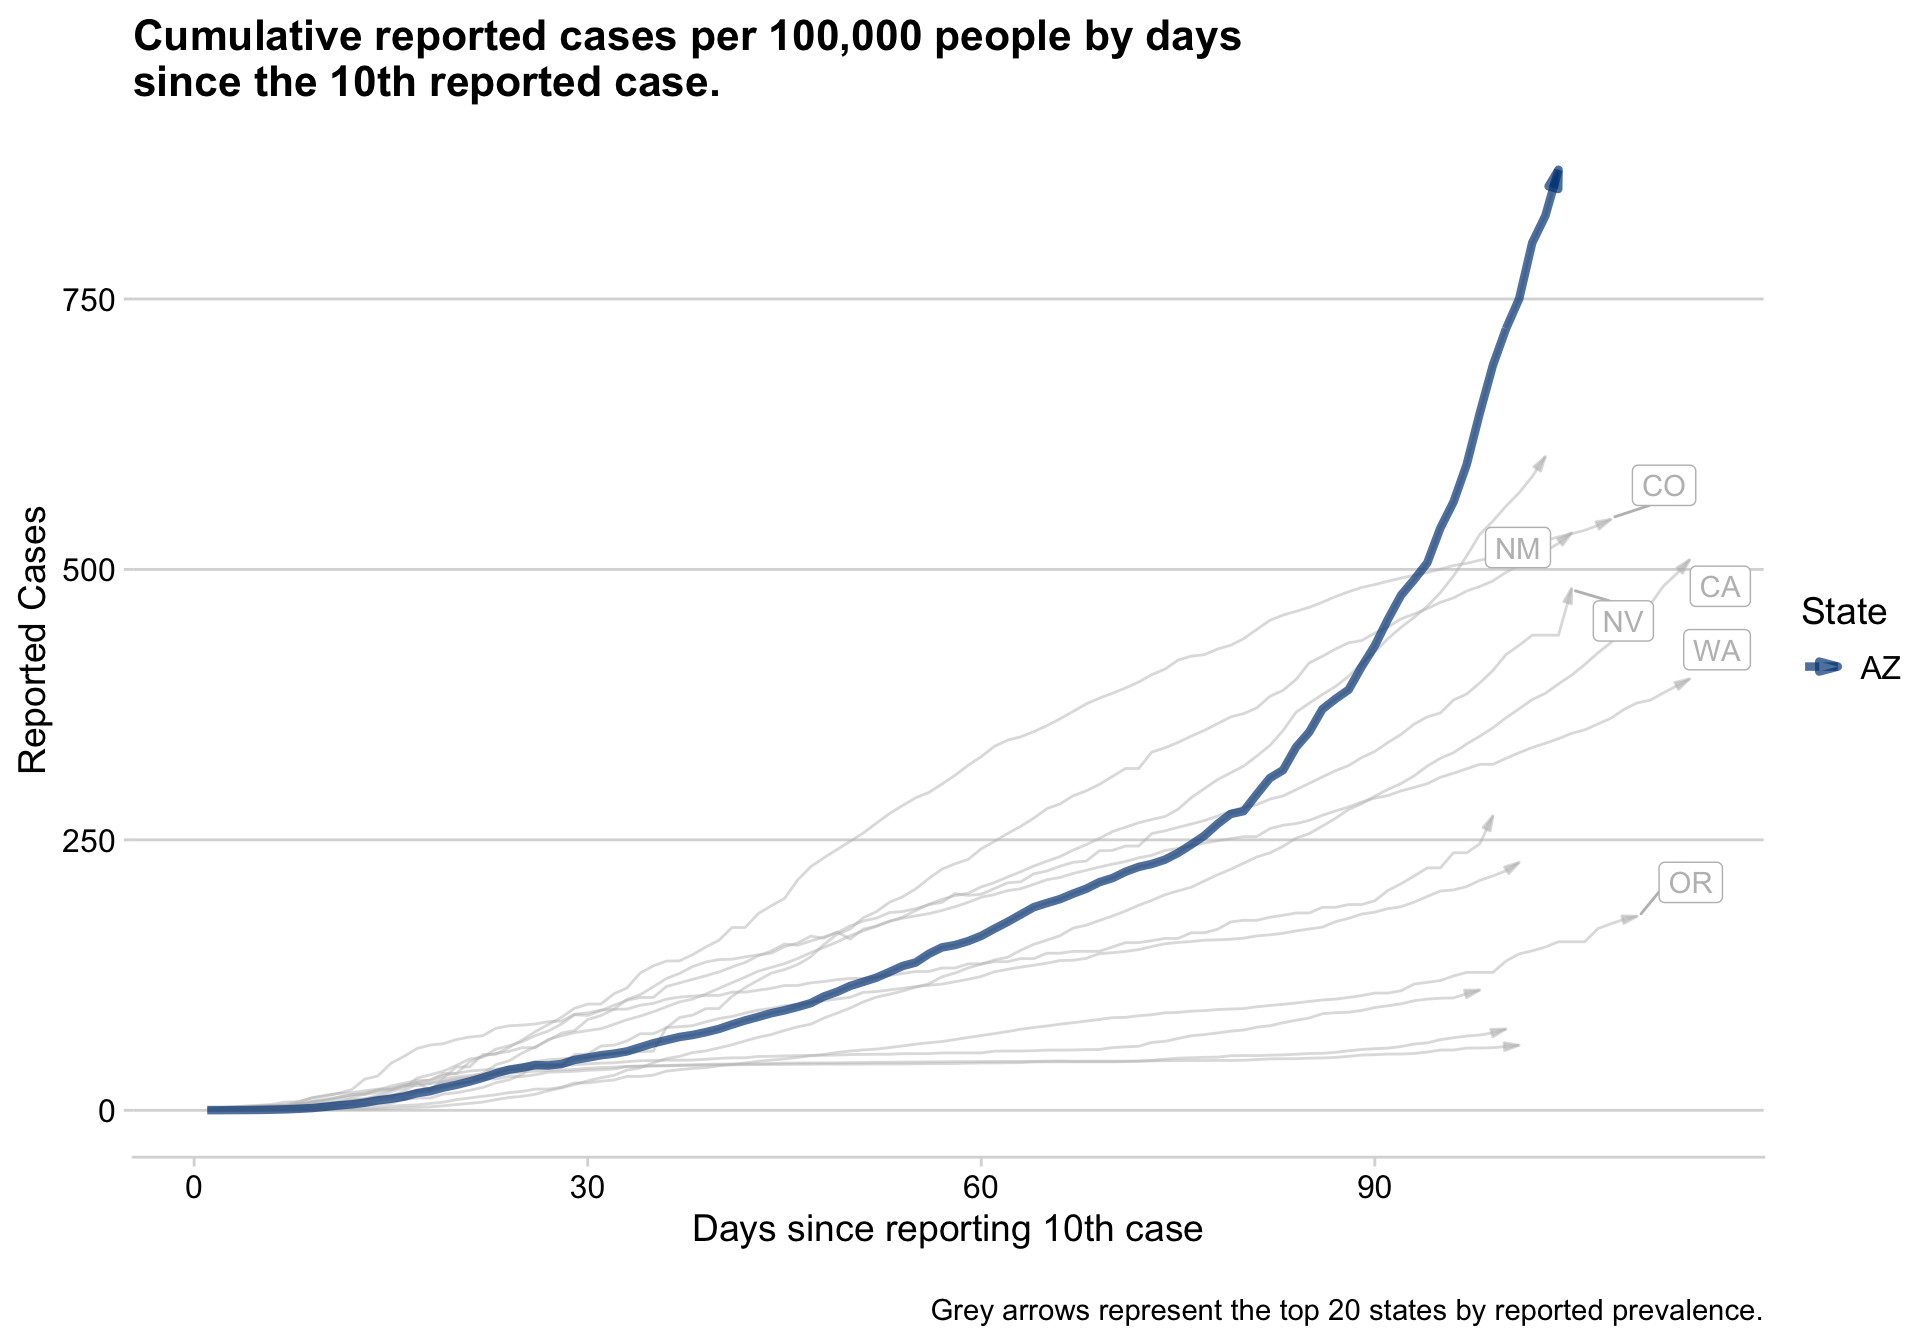 Cumulative reported cases per 100,000 people by days
since the 10th reported case.
Reported Cases
750
500
250
0
CO
NM
CA
NV
WA
OR
State
AZ
0 30 60 90
Days since reporting 10th case
Grey arrows represent the top 20 states by reported prevalence.